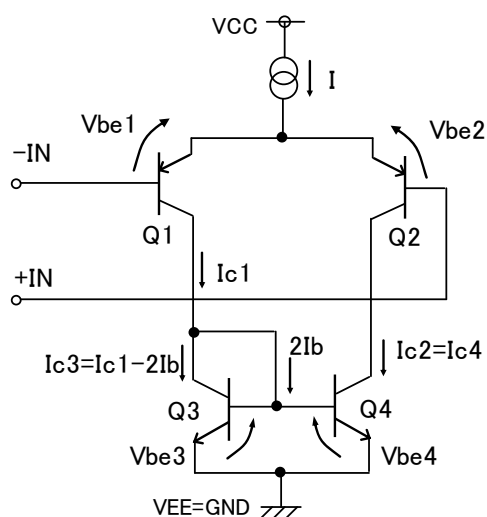 VCC
I
Vbe1
Vbe2
-IN
Q1
Q2
Ic1
+IN
Ic3=Ic1-2Ib
2Ib
Ic2=Ic4
Q3
Q4
Vbe3
Vbe4
VEE=GND